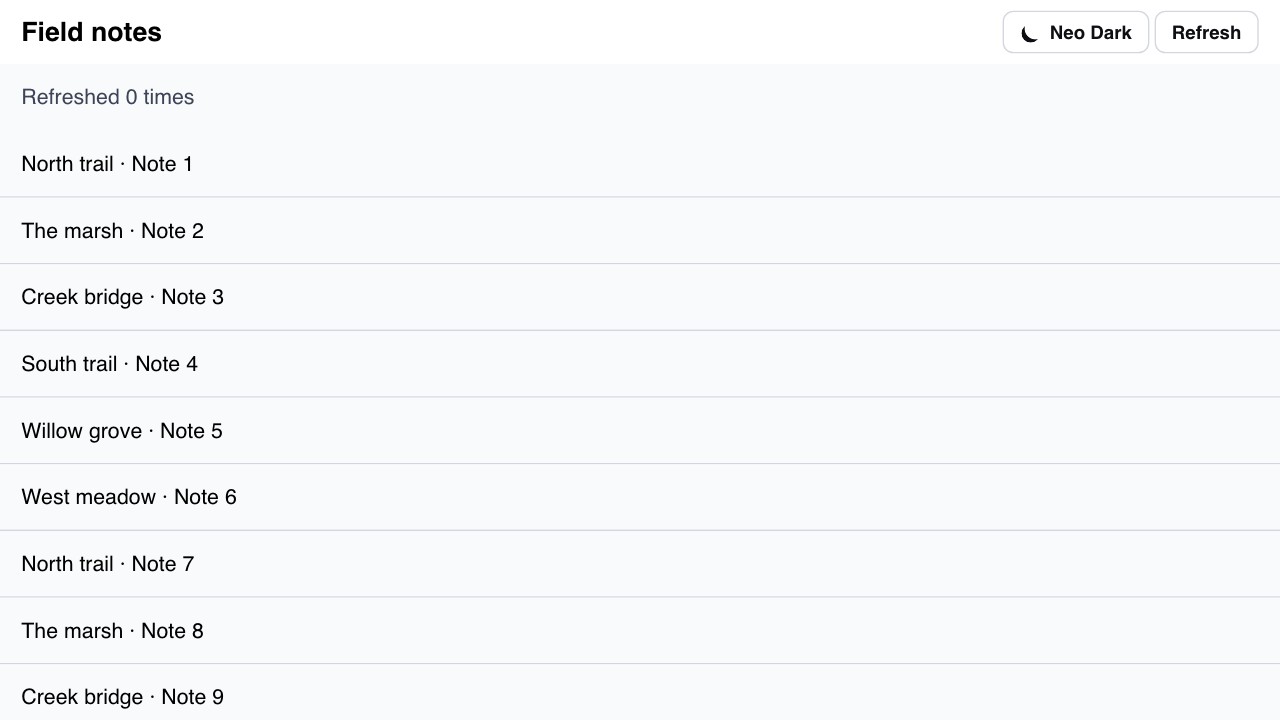 Field notes
Neo Dark
Refresh
Refreshed 0 times
North trail · Note 1
The marsh · Note 2
Creek bridge · Note 3
South trail · Note 4
Willow grove · Note 5
West meadow · Note 6
North trail · Note 7
The marsh · Note 8
Creek bridge · Note 9